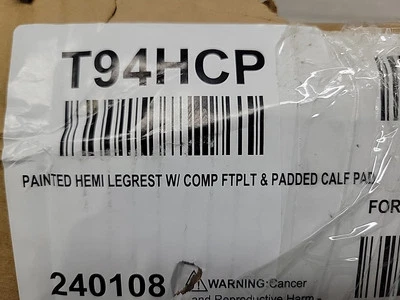 T94HCP
PAINTED HEMI LEGREST W/ COMP FTPLT & PADDED CALF PAD
FOR
240108
⚠WARNING:Cancer
and Reproductive Harm